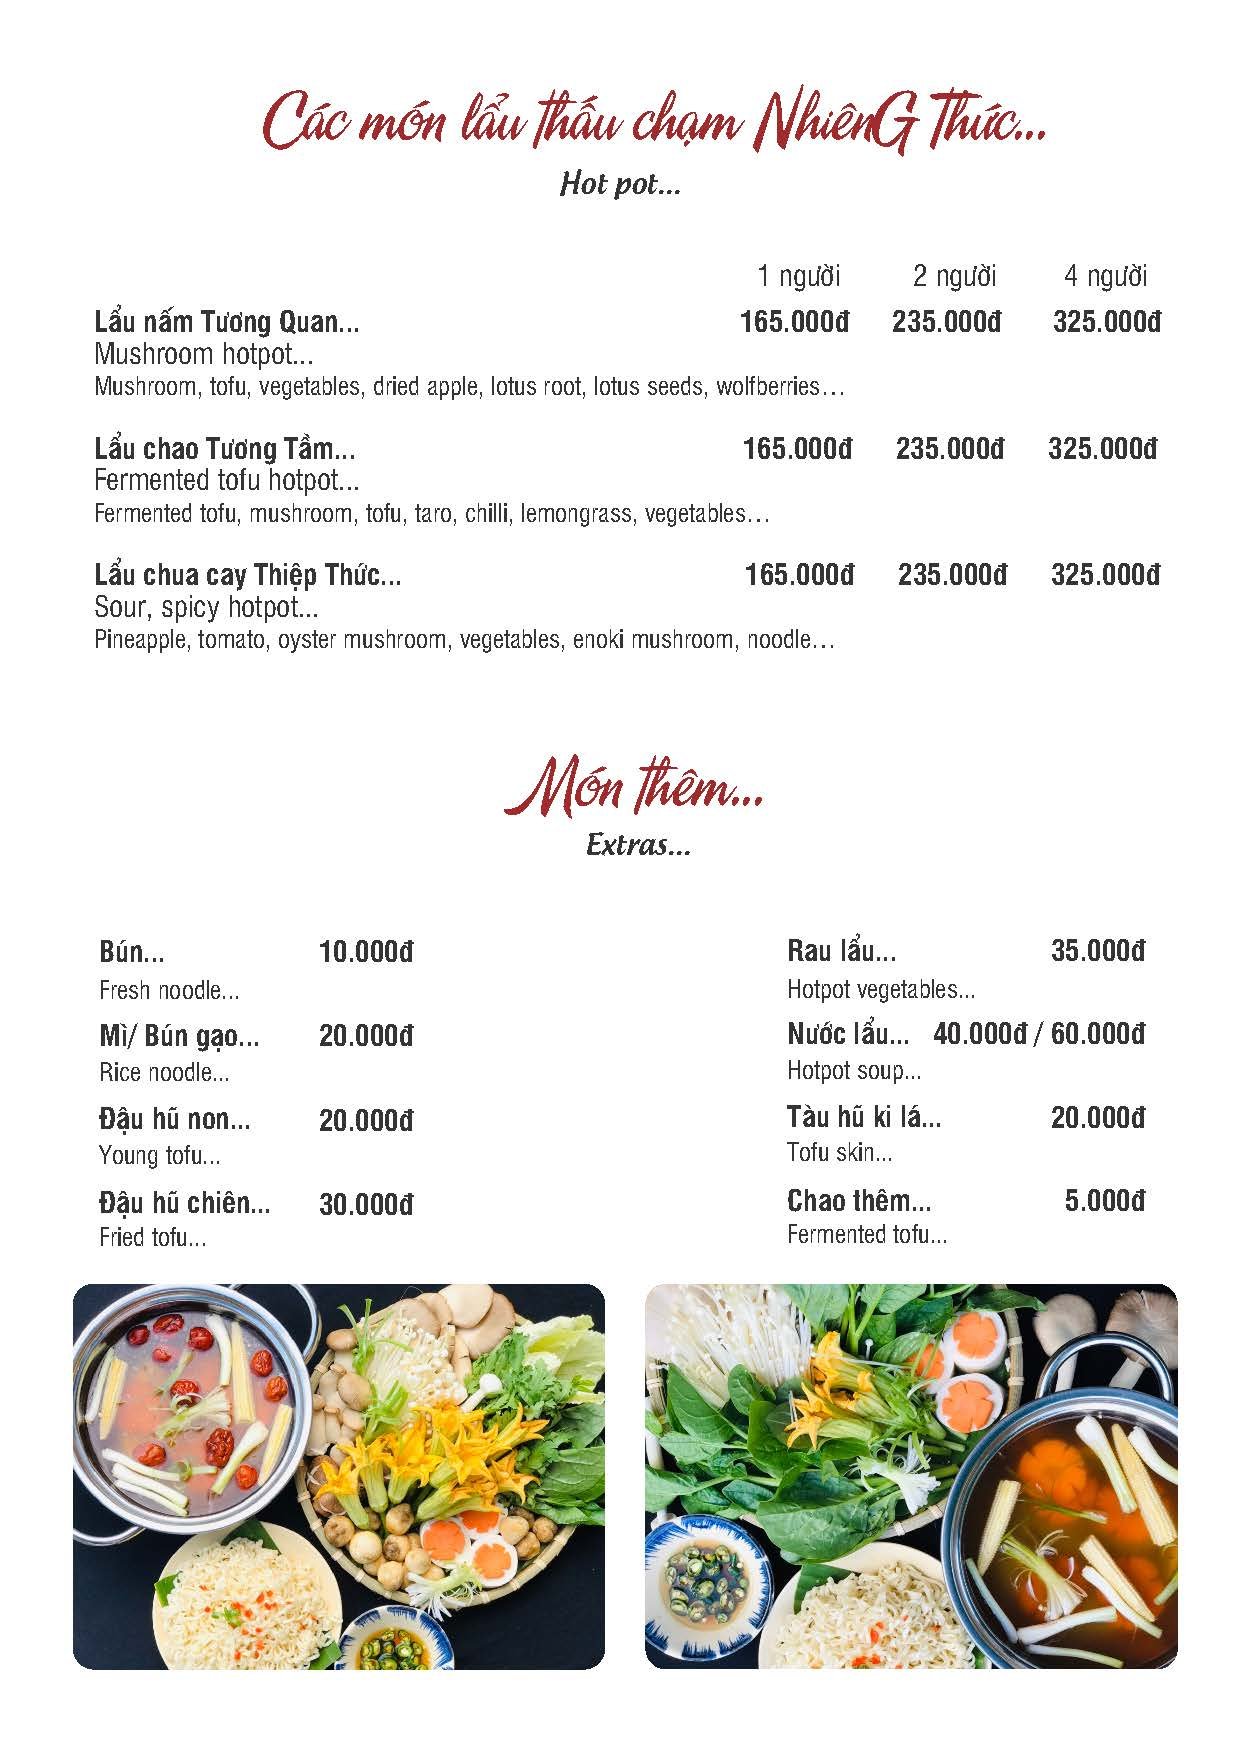 Các món lẩu thấu chạm NhiênG Thức...
Hot pot...
1 người 2 người 4 người
Lẩu nấm Tương Quan... 165.000đ 235.000đ 325.000đ
Mushroom hotpot...
Mushroom, tofu, vegetables, dried apple, lotus root, lotus seeds, wolfberries…
Lẩu chao Tương Tầm... 165.000đ 235.000đ 325.000đ
Fermented tofu hotpot...
Fermented tofu, mushroom, tofu, taro, chilli, lemongrass, vegetables…
Lẩu chua cay Thiệp Thức... 165.000đ 235.000đ 325.000đ
Sour, spicy hotpot...
Pineapple, tomato, oyster mushroom, vegetables, enoki mushroom, noodle…
Món thêm...
Extras...
Bún... 10.000đ
Fresh noodle...
Mì/ Bún gạo... 20.000đ
Rice noodle...
Đậu hũ non... 20.000đ
Young tofu...
Đậu hũ chiên... 30.000đ
Fried tofu...
Rau lẩu... 35.000đ
Hotpot vegetables...
Nước lẩu... 40.000đ / 60.000đ
Hotpot soup...
Tàu hũ ki lá... 20.000đ
Tofu skin...
Chao thêm... 5.000đ
Fermented tofu...